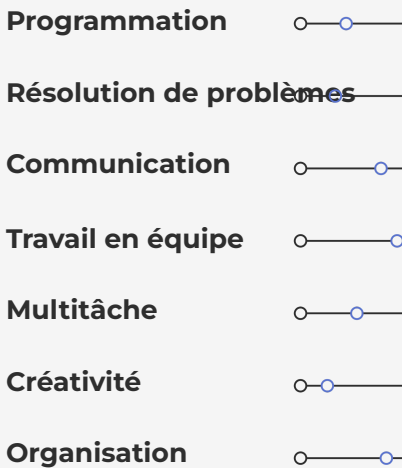 Programmation
Résolution de problèmes
Communication
Travail en équipe
Multitâche
Créativité
Organisation